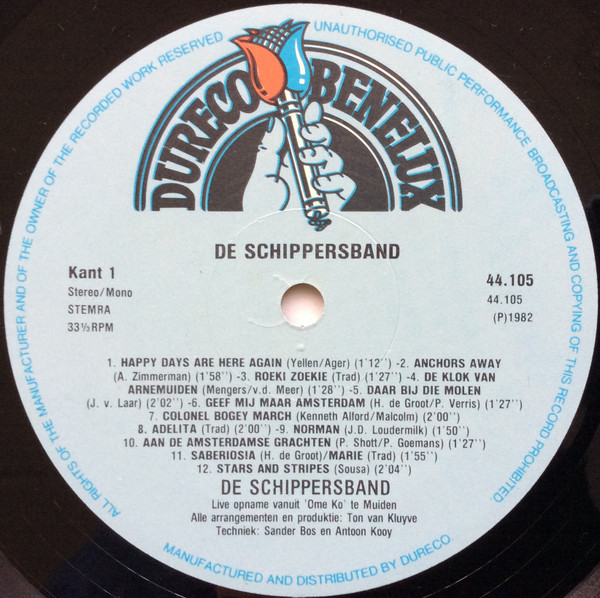 ALL RIGHTS OF THE MANUFACTURER AND OF THE OWNER OF THE RECORDED WORK RESERVED
UNAUTHORISED PUBLIC PERFORMANCE BROADCASTING AND COPYING OF THIS RECORD PROHIBITED.
DURECO BENELUX
DE SCHIPPERSBAND
Kant 1
Stereo/Mono
STEMRA
33⅓ RPM
44.105
44.105
(P)1982
1. HAPPY DAYS ARE HERE AGAIN (Yellen/Ager) (1'12'') -2. ANCHORS AWAY
(A. Zimmerman) (1'58'') -3. ROEKI ZOEKIE (Trad) (1'27'') -4. DE KLOK VAN
ARNEMUIDEN (Mengers/v.d. Meer) (1'28'') -5. DAAR BIJ DIE MOLEN
(J. v. Laar) (2'02'') -6. GEEF MIJ MAAR AMSTERDAM (H. de Groot/P. Verris) (1'27'')
7. COLONEL BOGEY MARCH (Kenneth Alford/Malcolm) (2'00'')
8. ADELITA (Trad) (2'00'') -9. NORMAN (J.D. Loudermilk) (1'50'')
10. AAN DE AMSTERDAMSE GRACHTEN (P. Shott/P. Goemans) (1'27'')
11. SABERIOSIA (H. de Groot)/MARIE (Trad) (1'55'')
12. STARS AND STRIPES (Sousa) (2'04'')
DE SCHIPPERSBAND
Live opname vanuit 'Ome Ko' te Muiden
Alle arrangementen en produktie: Ton van Kluyve
Techniek: Sander Bos en Antoon Kooy
MANUFACTURED AND DISTRIBUTED BY DURECO.